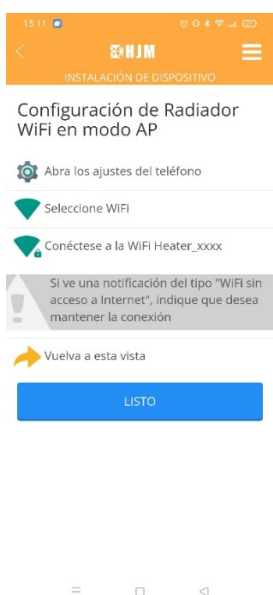 15:11
HJM
INSTALACIÓN DE DISPOSITIVO
Configuración de Radiador
WiFi en modo AP
Abra los ajustes del teléfono
Seleccione WiFi
Conéctese a la WiFi Heater_xxxx
Si ve una notificación del tipo "WiFi sin
acceso a Internet", indique que desea
mantener la conexión
Vuelva a esta vista
LISTO